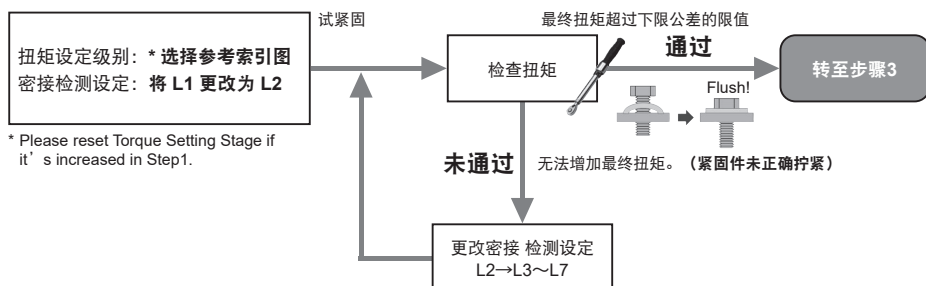 扭矩设定级别：* 选择参考索引图
密接检测设定：将 L1 更改为 L2
* Please reset Torque Setting Stage if
it’s increased in Step1.
试紧固
检查扭矩
最终扭矩超过下限公差的限值
通过
Flush!
转至步骤3
未通过
无法增加最终扭矩。（紧固件未正确拧紧）
更改密接 检测设定
L2→L3～L7